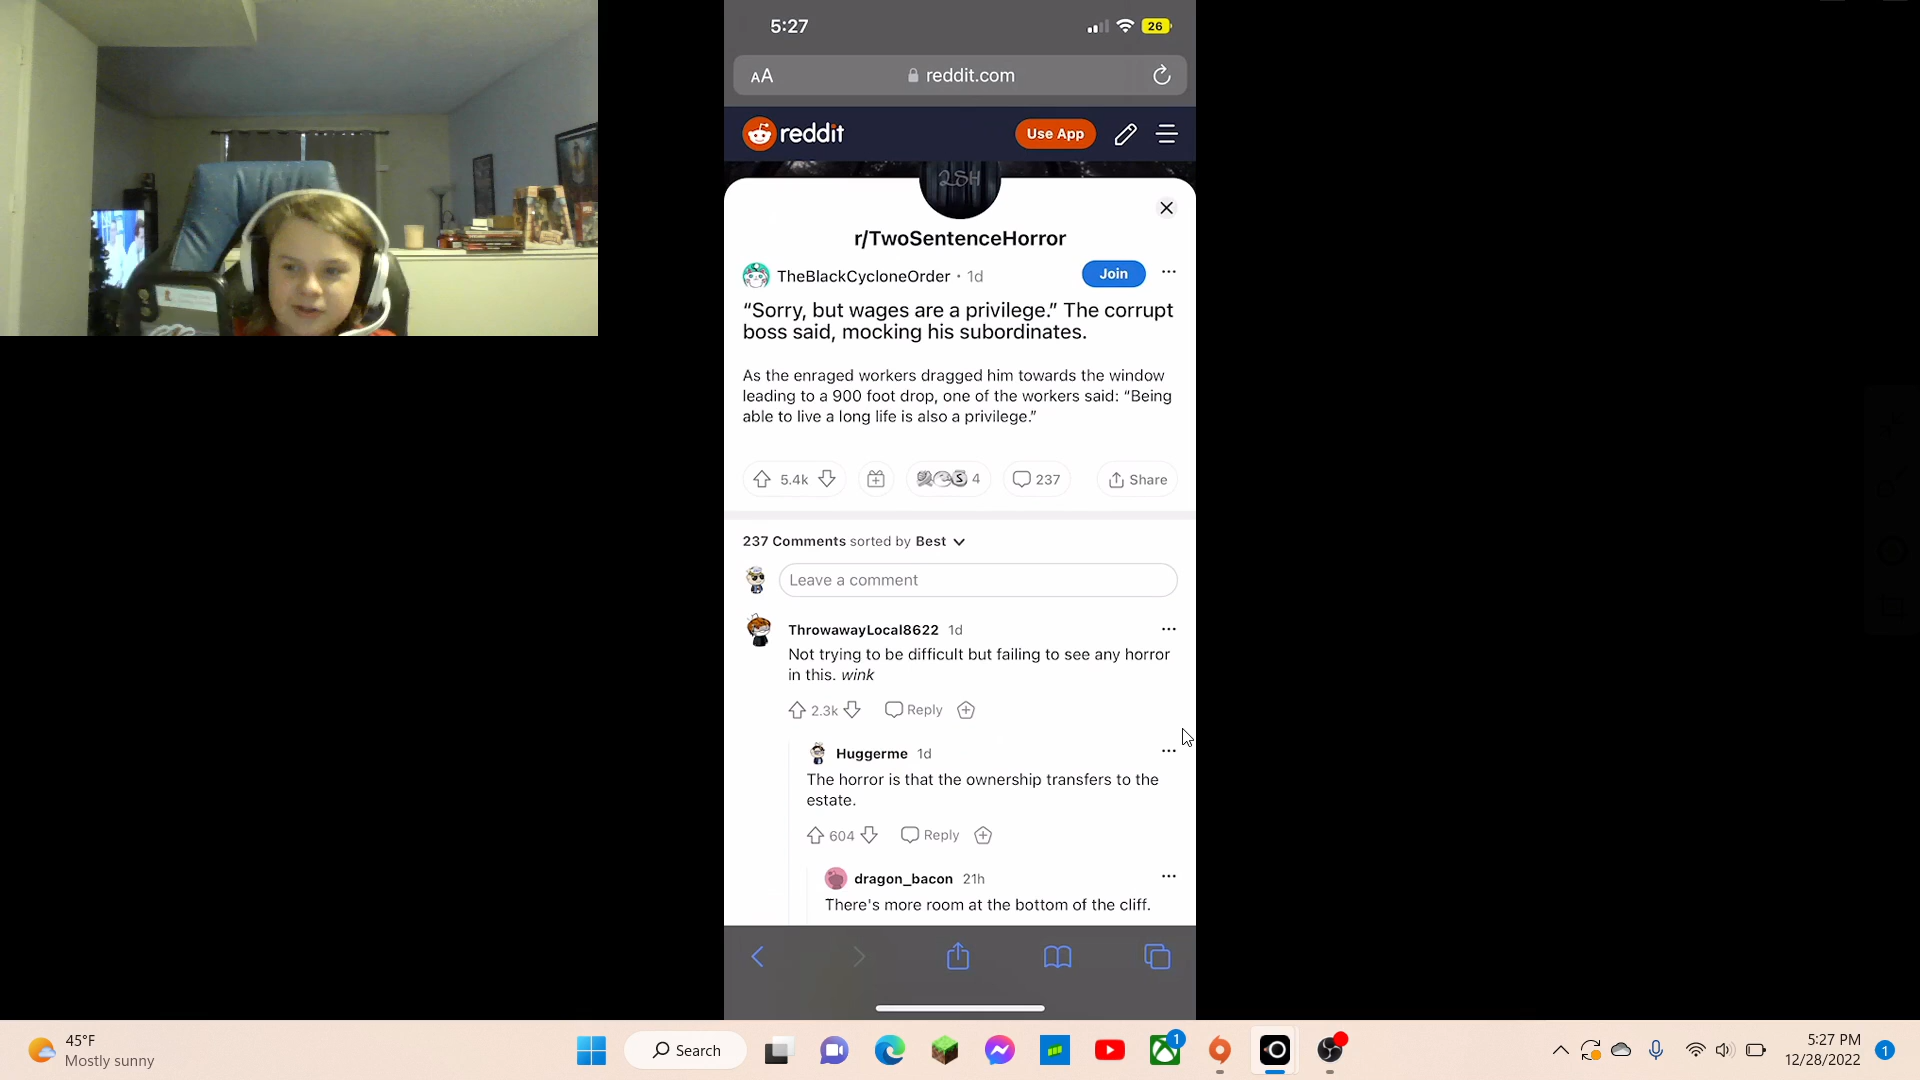 5:27
26
AA
reddit.com
reddit
Use App
2SH
r/TwoSentenceHorror
TheBlackCycloneOrder • 1d
Join
“Sorry, but wages are a privilege.” The corrupt
boss said, mocking his subordinates.
As the enraged workers dragged him towards the window
leading to a 900 foot drop, one of the workers said: “Being
able to live a long life is also a privilege.”
5.4k
S 4
237
Share
237 Comments sorted by Best
Leave a comment
ThrowawayLocal8622 1d
Not trying to be difficult but failing to see any horror
in this. wink
2.3k
Reply
Huggerme 1d
The horror is that the ownership transfers to the
estate.
604
Reply
dragon_bacon 21h
There's more room at the bottom of the cliff.
45°F
Mostly sunny
Search
1
5:27 PM
12/28/2022
1